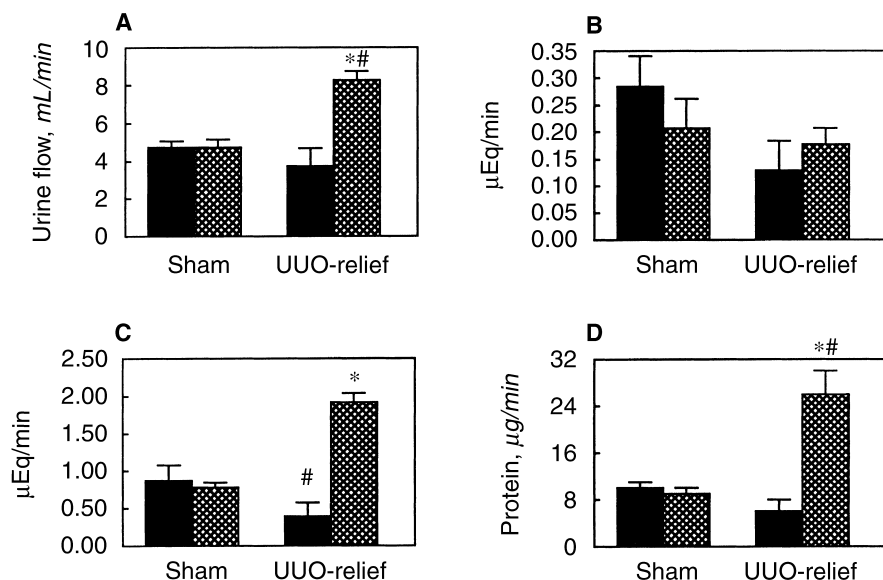 A
Urine flow, mL/min
10
8
6
4
2
0
*#
Sham UUO-relief
B
μEq/min
0.35
0.30
0.25
0.20
0.15
0.10
0.05
0.00
Sham UUO-relief
C
μEq/min
2.50
2.00
1.50
1.00
0.50
0.00
#
*
Sham UUO-relief
D
Protein, μg/min
32
24
16
8
0
*#
Sham UUO-relief